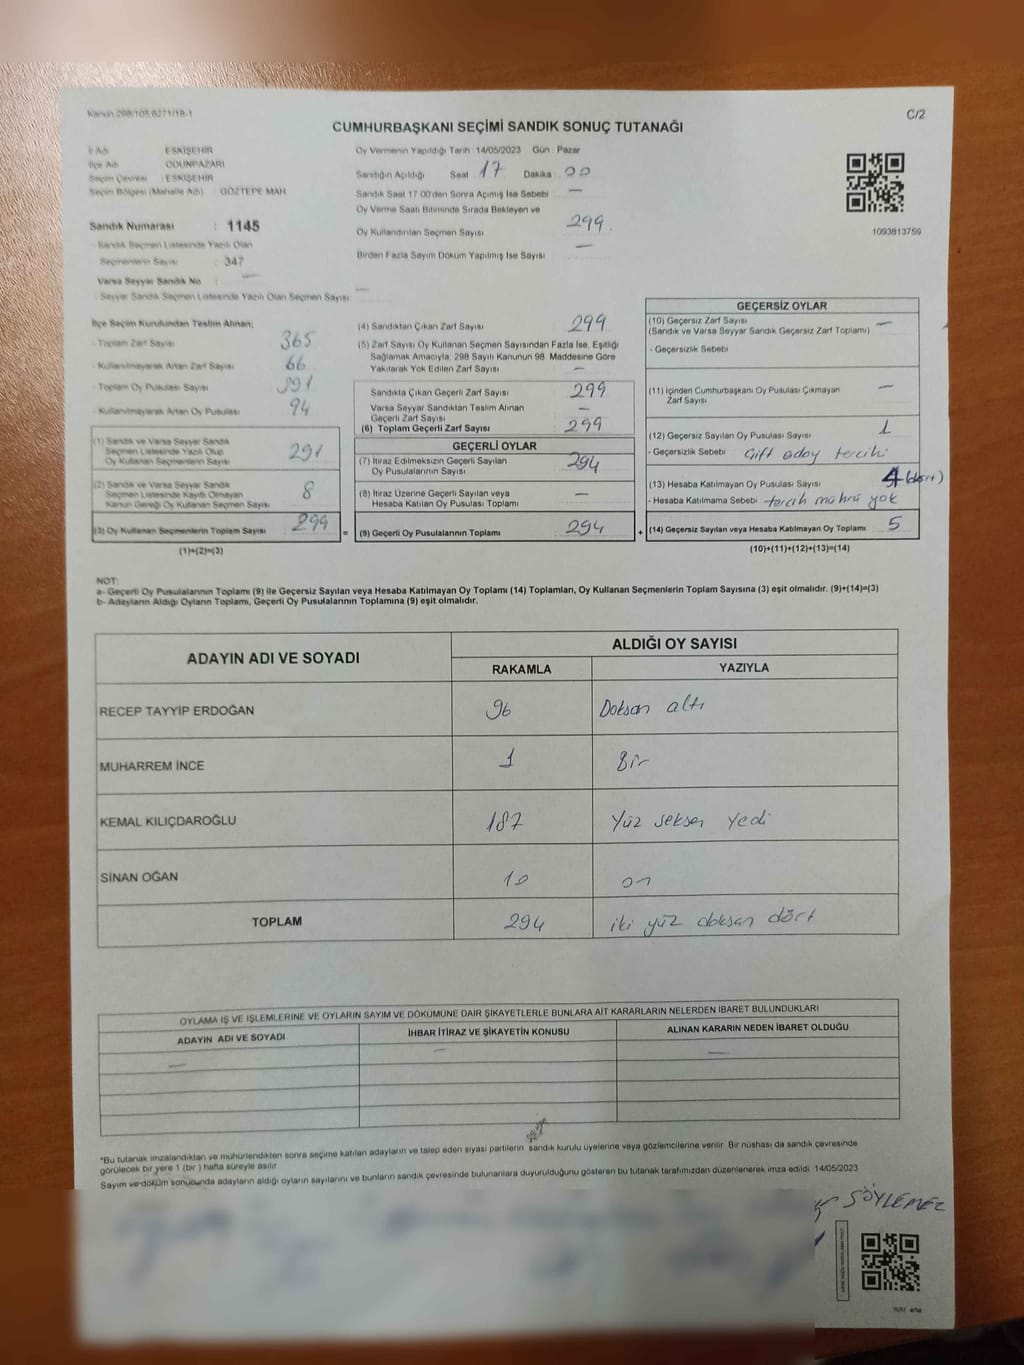 Kanun 298/105,6271/18-1
C/2
CUMHURBAŞKANI SEÇİMİ SANDIK SONUÇ TUTANAĞI
İl Adı : ESKİŞEHİR
İlçe Adı : ODUNPAZARI
Seçim Çevresi : ESKİŞEHİR
Seçim Bölgesi (Mahalle Adı) : GÖZTEPE MAH.
Sandık Numarası : 1145
- Sandık Seçmen Listesinde Yazılı Olan
Seçmenlerin Sayısı : 347
Varsa Seyyar Sandık No : —
- Seyyar Sandık Seçmen Listesinde Yazılı Olan Seçmen Sayısı : —
Oy Vermenin Yapıldığı Tarih : 14/05/2023 Gün : Pazar
Sandığın Açıldığı Saat : 17 Dakika : 00
Sandık Saat 17:00'den Sonra Açılmış İse Sebebi : —
Oy Verme Saati Bitiminde Sırada Bekleyen ve
Oy Kullandırılan Seçmen Sayısı : 299
Birden Fazla Sayım Döküm Yapılmış İse Sayısı : —
1093613759
İlçe Seçim Kurulundan Teslim Alınan;
- Toplam Zarf Sayısı : 365
- Kullanılmayarak Artan Zarf Sayısı : 66
- Toplam Oy Pusulası Sayısı : 391
- Kullanılmayarak Artan Oy Pusulası : 94
(1) Sandık ve Varsa Seyyar Sandık
Seçmen Listesinde Yazılı Olup
Oy Kullanan Seçmenlerin Sayısı : 291
(2) Sandık ve Varsa Seyyar Sandık
Seçmen Listesinde Kayıtlı Olmayan
Kanun Gereği Oy Kullanan Seçmen Sayısı : 8
(3) Oy Kullanan Seçmenlerin Toplam Sayısı : 299
(1)+(2)=(3)
(4) Sandıktan Çıkan Zarf Sayısı : 299
(5) Zarf Sayısı Oy Kullanan Seçmen Sayısından Fazla İse, Eşitliği
Sağlamak Amacıyla, 298 Sayılı Kanunun 98. Maddesine Göre
Yakılarak Yok Edilen Zarf Sayısı : —
Sandıkta Çıkan Geçerli Zarf Sayısı : 299
Varsa Seyyar Sandıktan Teslim Alınan
Geçerli Zarf Sayısı : —
(6) Toplam Geçerli Zarf Sayısı : 299
GEÇERLİ OYLAR
(7) İtiraz Edilmeksizin Geçerli Sayılan
Oy Pusulalarının Sayısı : 294
(8) İtiraz Üzerine Geçerli Sayılan veya
Hesaba Katılan Oy Pusulası Toplamı : —
= (9) Geçerli Oy Pusulalarının Toplamı : 294 +
GEÇERSİZ OYLAR
(10) Geçersiz Zarf Sayısı : —
(Sandık ve Varsa Seyyar Sandık Geçersiz Zarf Toplamı)
- Geçersizlik Sebebi :
(11) İçinden Cumhurbaşkanı Oy Pusulası Çıkmayan
Zarf Sayısı : —
(12) Geçersiz Sayılan Oy Pusulası Sayısı : 1
- Geçersizlik Sebebi : Çift aday tercihi
(13) Hesaba Katılmayan Oy Pusulası Sayısı : 4 (dört)
- Hesaba Katılmama Sebebi : tercih mührü yok
(14) Geçersiz Sayılan veya Hesaba Katılmayan Oy Toplamı : 5
(10)+(11)+(12)+(13)=(14)
NOT:
a- Geçerli Oy Pusulalarının Toplamı (9) ile Geçersiz Sayılan veya Hesaba Katılmayan Oy Toplamı (14) Toplamları, Oy Kullanan Seçmenlerin Toplam Sayısına (3) eşit olmalıdır. (9)+(14)=(3)
b- Adayların Aldığı Oyların Toplamı, Geçerli Oy Pusulalarının Toplamına (9) eşit olmalıdır.
ADAYIN ADI VE SOYADI
ALDIĞI OY SAYISI
RAKAMLA YAZIYLA
RECEP TAYYİP ERDOĞAN 96 Doksan altı
MUHARREM İNCE 1 Bir
KEMAL KILIÇDAROĞLU 187 Yüz seksen yedi
SİNAN OĞAN 10 on
TOPLAM 294 iki yüz doksan dört
OYLAMA İŞ VE İŞLEMLERİNE VE OYLARIN SAYIM VE DÖKÜMÜNE DAİR ŞİKAYETLERLE BUNLARA AİT KARARLARIN NELERDEN İBARET BULUNDUKLARI
ADAYIN ADI VE SOYADI İHBAR İTİRAZ VE ŞİKAYETİN KONUSU ALINAN KARARIN NEDEN İBARET OLDUĞU
— — —
*Bu tutanak imzalandıktan ve mühürlendikten sonra seçime katılan adayların ve talep eden siyasi partilerin sandık kurulu üyelerine veya gözlemcilerine verilir. Bir nüshası da sandık çevresinde
görülecek bir yere 1 (bir) hafta süreyle asılır.
Sayım ve döküm sonucunda adayların aldığı oyların sayılarını ve bunların sandık çevresinde bulunanlara duyurulduğunu gösteren bu tutanak tarafımızdan düzenlenerek imza edildi. 14/05/2023
SÖYLEMEZ